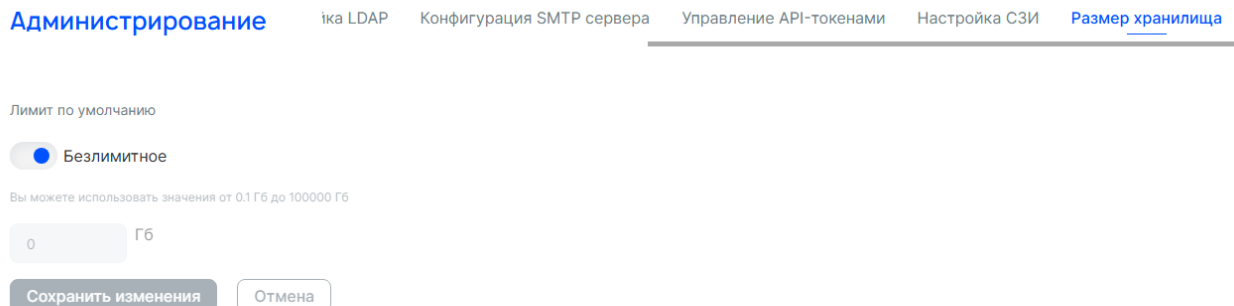 Администрирование
йка LDAP Конфигурация SMTP сервера Управление API-токенами Настройка СЗИ Размер хранилища
Лимит по умолчанию
Безлимитное
Вы можете использовать значения от 0.1 Гб до 100000 Гб
0 Гб
Сохранить изменения Отмена